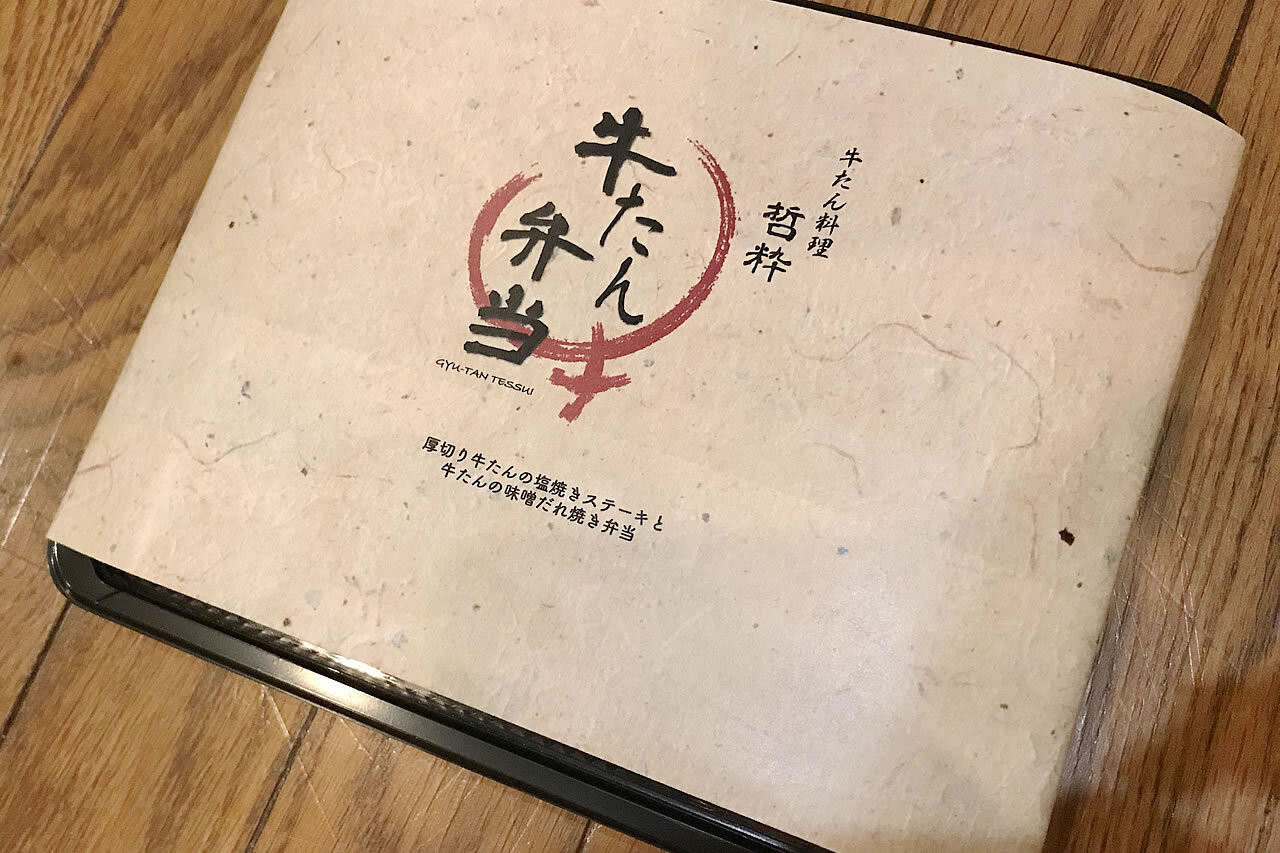 牛たん料理
哲粋
牛たん
弁当
GYU-TAN TESSUI
厚切り牛たんの塩焼きステーキと
牛たんの味噌だれ焼き弁当